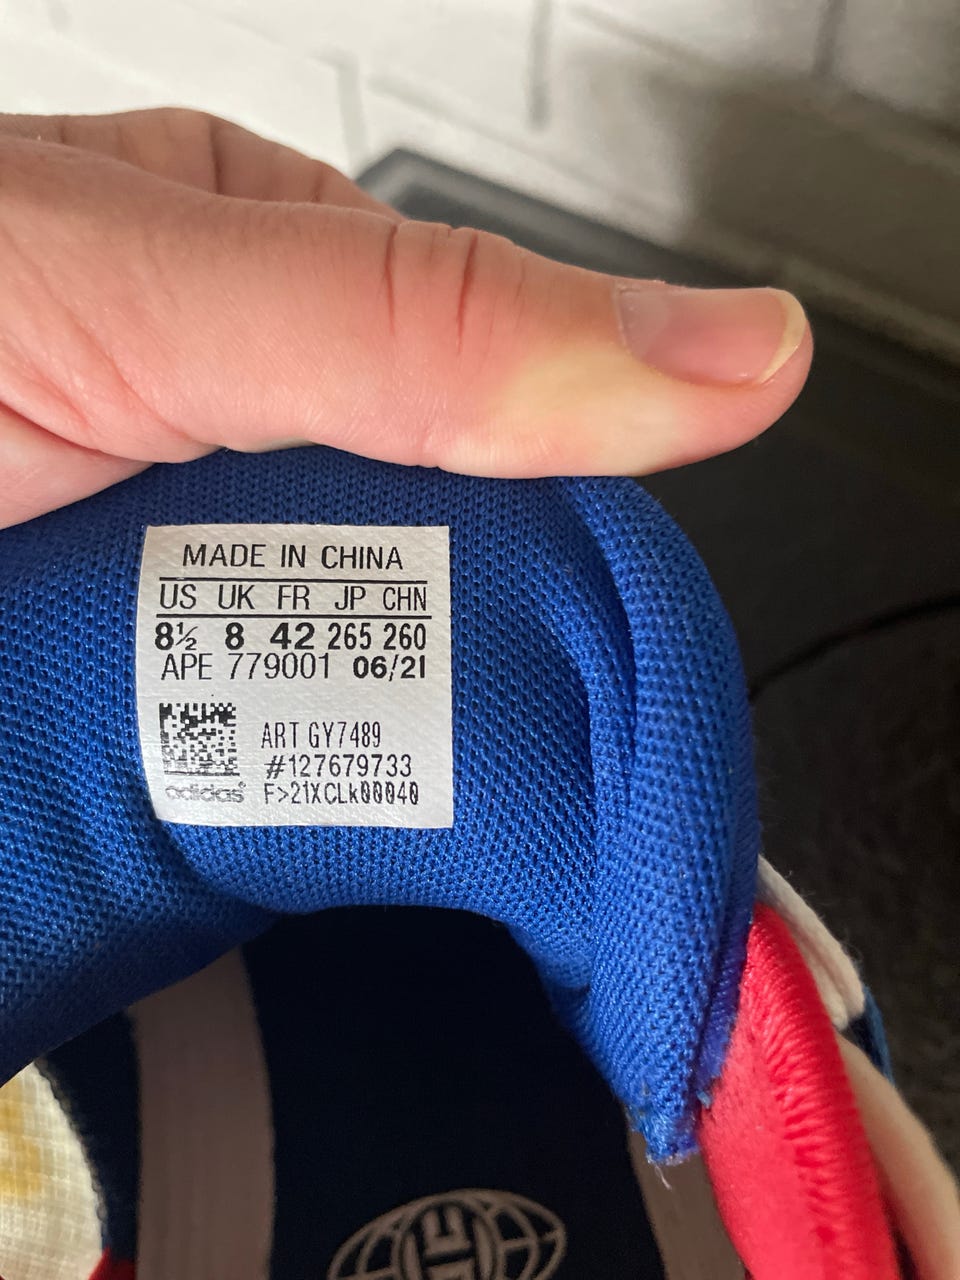 MADE IN CHINA
US UK FR JP CHN
8½ 8 42 265 260
APE 779001 06/21
ART GY7489
#127679733
adidas F>21XCLk00040